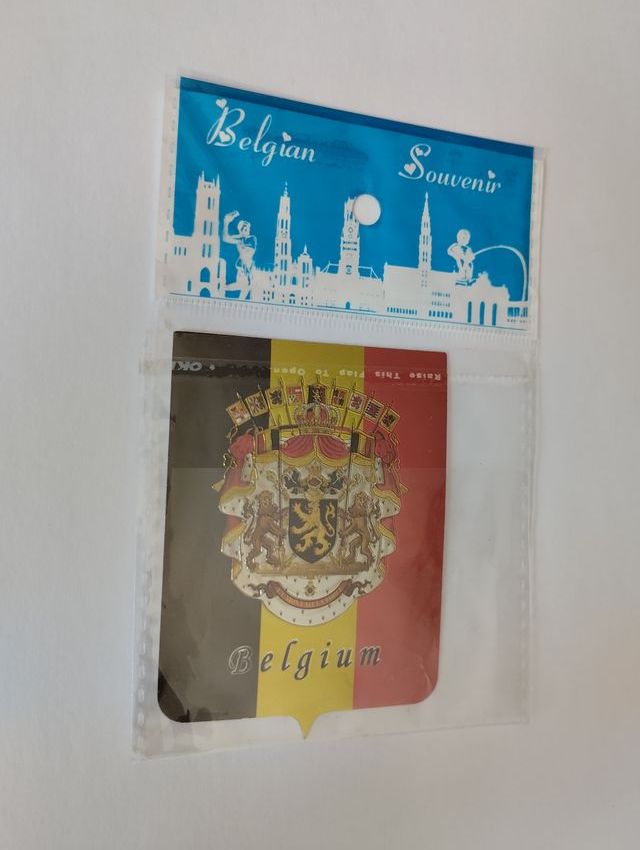 Belgian
Souvenir
Raise This Flap To Open
Belgium